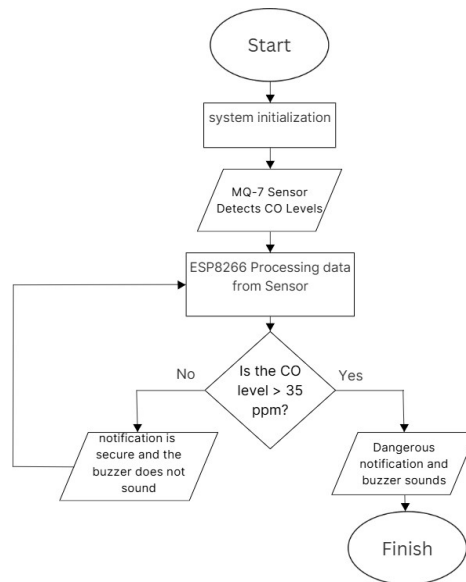 Start
system initialization
MQ-7 Sensor
Detects CO Levels
ESP8266 Processing data
from Sensor
Is the CO
level > 35
ppm?
No
Yes
notification is
secure and the
buzzer does not
sound
Dangerous
notification and
buzzer sounds
Finish